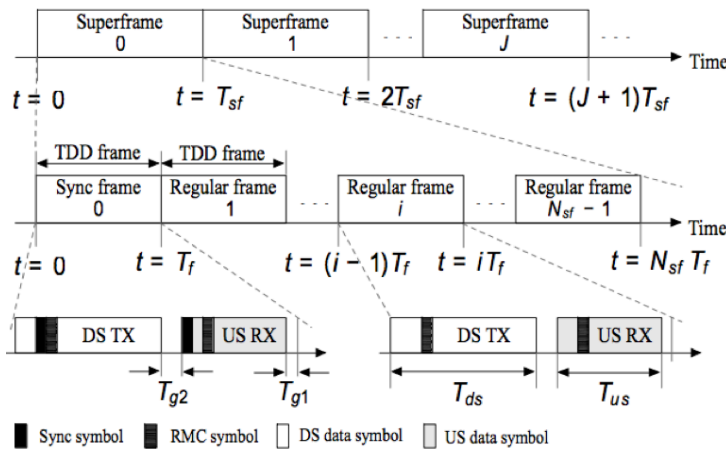 Superframe 0 Superframe 1 . . . . Superframe J . . . .
Time
t = 0 t = T_sf t = 2T_sf t = (J + 1)T_sf
TDD frame TDD frame
Sync frame 0 Regular frame 1 . . . . Regular frame i . . . . Regular frame N_sf − 1
Time
t = 0 t = T_f t = (i − 1)T_f t = iT_f t = N_sf T_f
DS TX US RX DS TX US RX
T_g2 T_g1 T_ds T_us
Sync symbol RMC symbol DS data symbol US data symbol